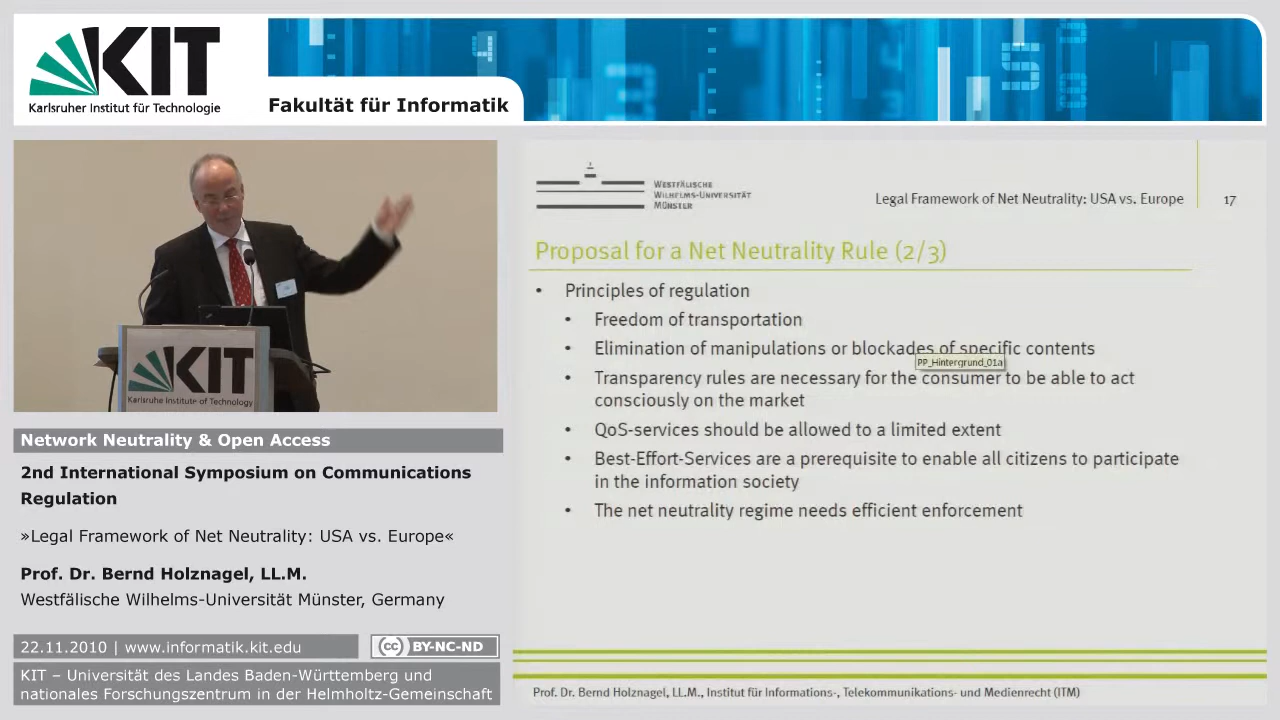 KIT
Karlsruher Institut für Technologie
Fakultät für Informatik
KIT
Karlsruhe Institute of Technology
Network Neutrality & Open Access
2nd International Symposium on Communications
Regulation
»Legal Framework of Net Neutrality: USA vs. Europe«
Prof. Dr. Bernd Holznagel, LL.M.
Westfälische Wilhelms-Universität Münster, Germany
22.11.2010 | www.informatik.kit.edu
cc BY-NC-ND
KIT – Universität des Landes Baden-Württemberg und
nationales Forschungszentrum in der Helmholtz-Gemeinschaft
WESTFÄLISCHE
WILHELMS-UNIVERSITÄT
MÜNSTER
Legal Framework of Net Neutrality: USA vs. Europe 17
Proposal for a Net Neutrality Rule (2/3)
• Principles of regulation
• Freedom of transportation
• Elimination of manipulations or blockades of specific contents
PP_Hintergrund_01a
• Transparency rules are necessary for the consumer to be able to act
consciously on the market
• QoS-services should be allowed to a limited extent
• Best-Effort-Services are a prerequisite to enable all citizens to participate
in the information society
• The net neutrality regime needs efficient enforcement
Prof. Dr. Bernd Holznagel, LL.M., Institut für Informations-, Telekommunikations- und Medienrecht (ITM)